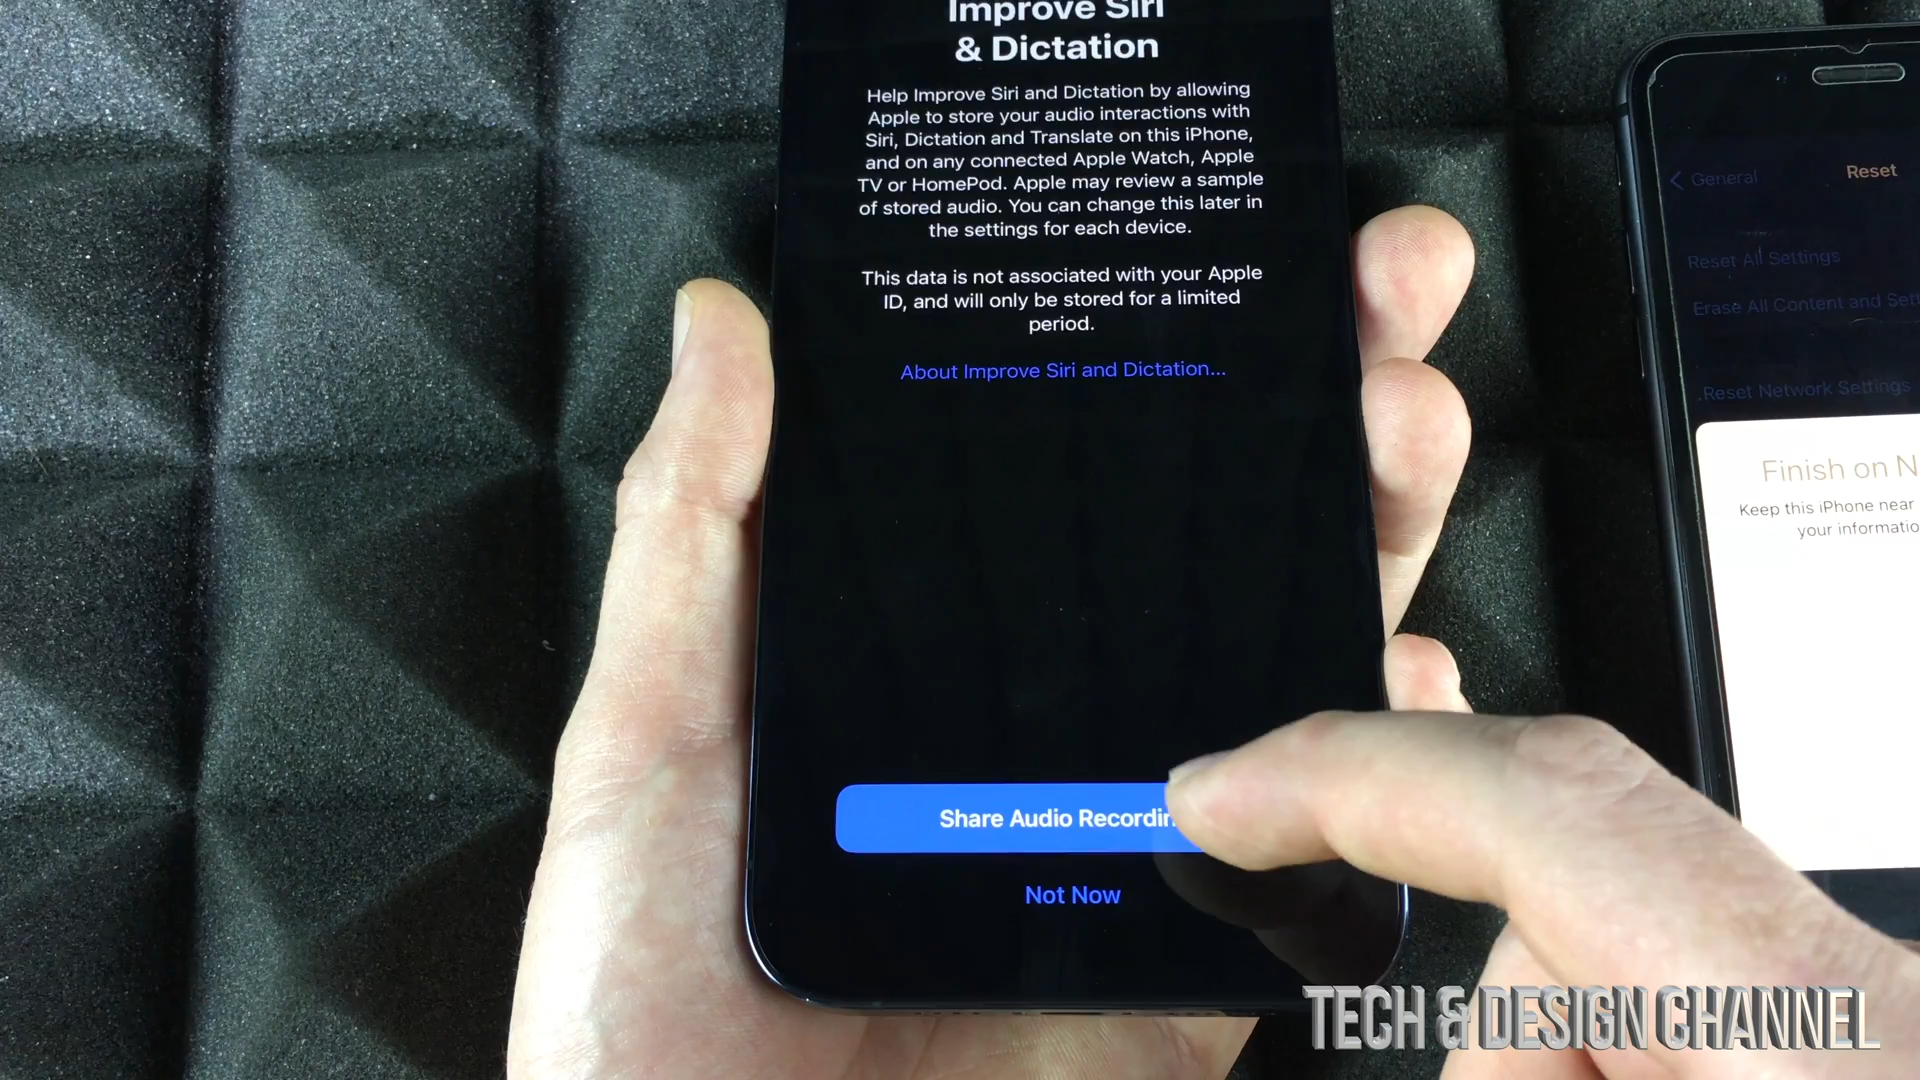 Improve Siri
& Dictation
Help Improve Siri and Dictation by allowing
Apple to store your audio interactions with
Siri, Dictation and Translate on this iPhone,
and on any connected Apple Watch, Apple
TV or HomePod. Apple may review a sample
of stored audio. You can change this later in
the settings for each device.
This data is not associated with your Apple
ID, and will only be stored for a limited
period.
About Improve Siri and Dictation...
Share Audio Recordin
Not Now
General
Reset
Reset All Settings
Erase All Content and Sett
Reset Network Settings
Finish on N
Keep this iPhone near
your informatio
TECH & DESIGN CHANNEL